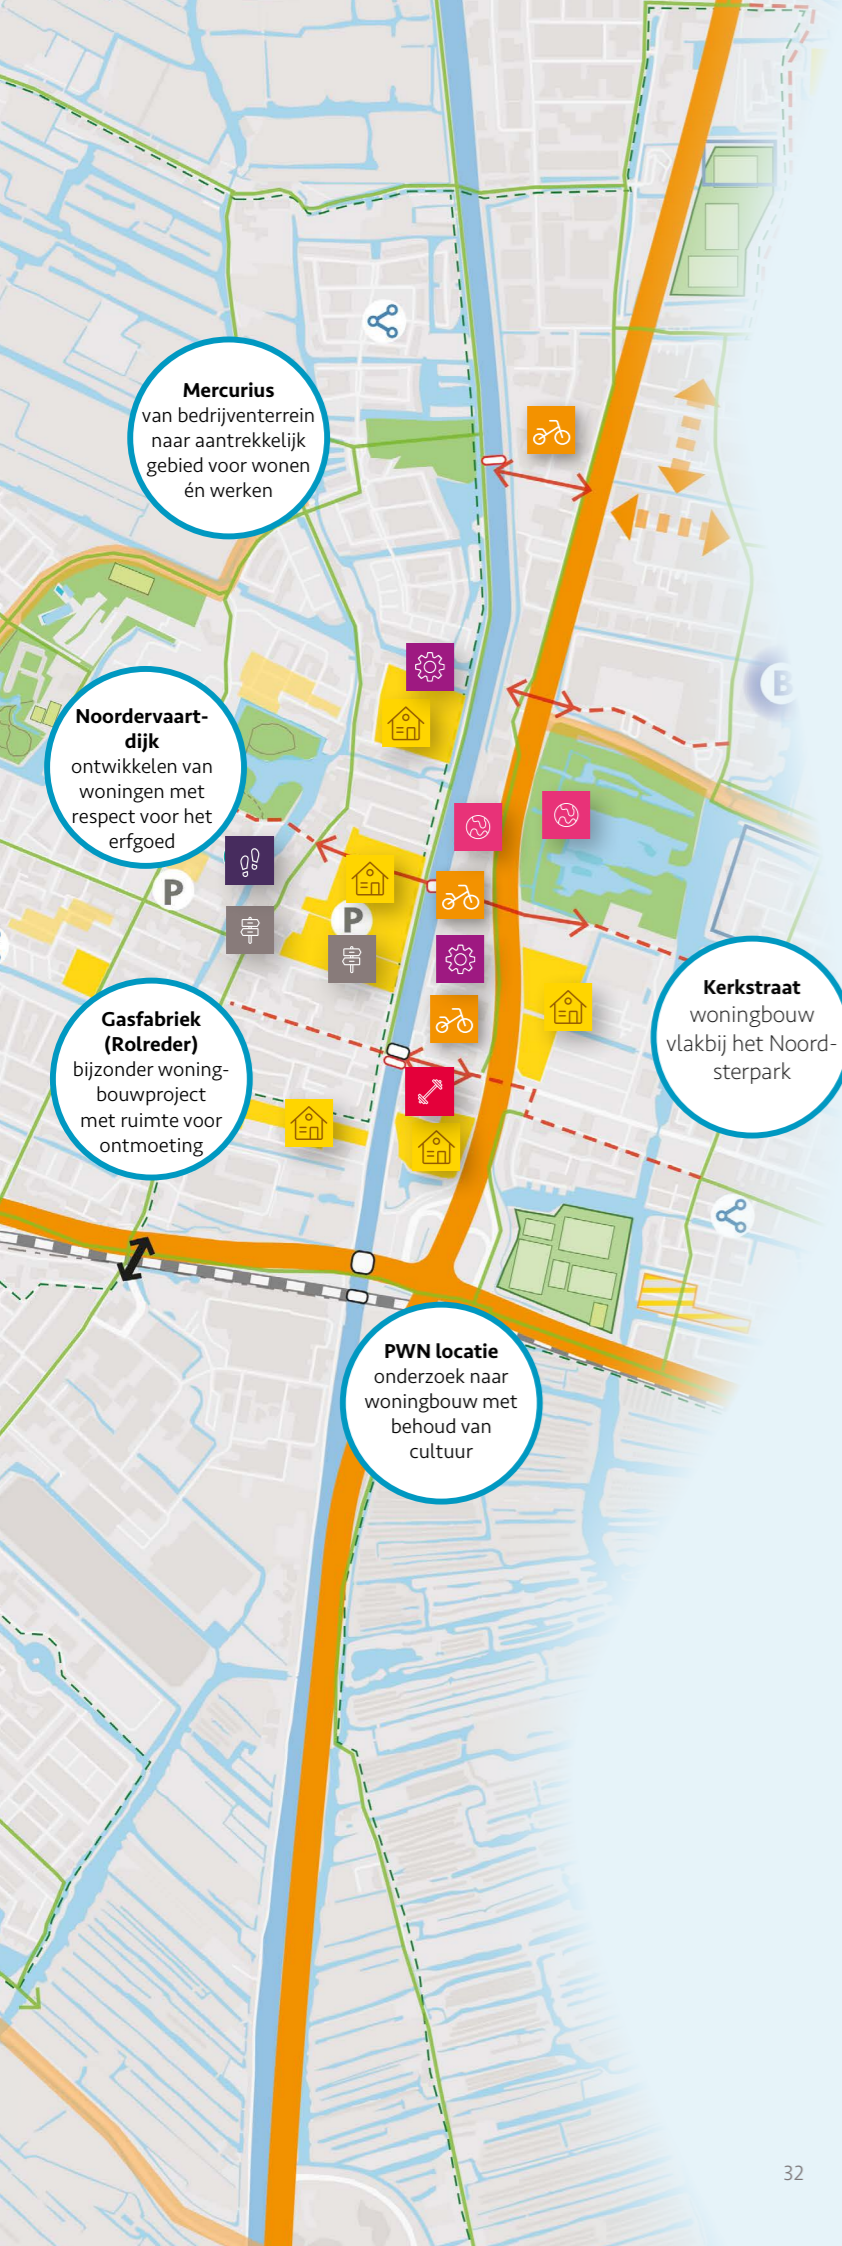 Mercurius
van bedrijventerrein
naar aantrekkelijk
gebied voor wonen
én werken
B
Noordervaart-
dijk
ontwikkelen van
woningen met
respect voor het
erfgoed
P
P
Kerkstraat
woningbouw
vlakbij het Noord-
sterpark
Gasfabriek
(Rolreder)
bijzonder woning-
bouwproject
met ruimte voor
ontmoeting
PWN locatie
onderzoek naar
woningbouw met
behoud van
cultuur
32